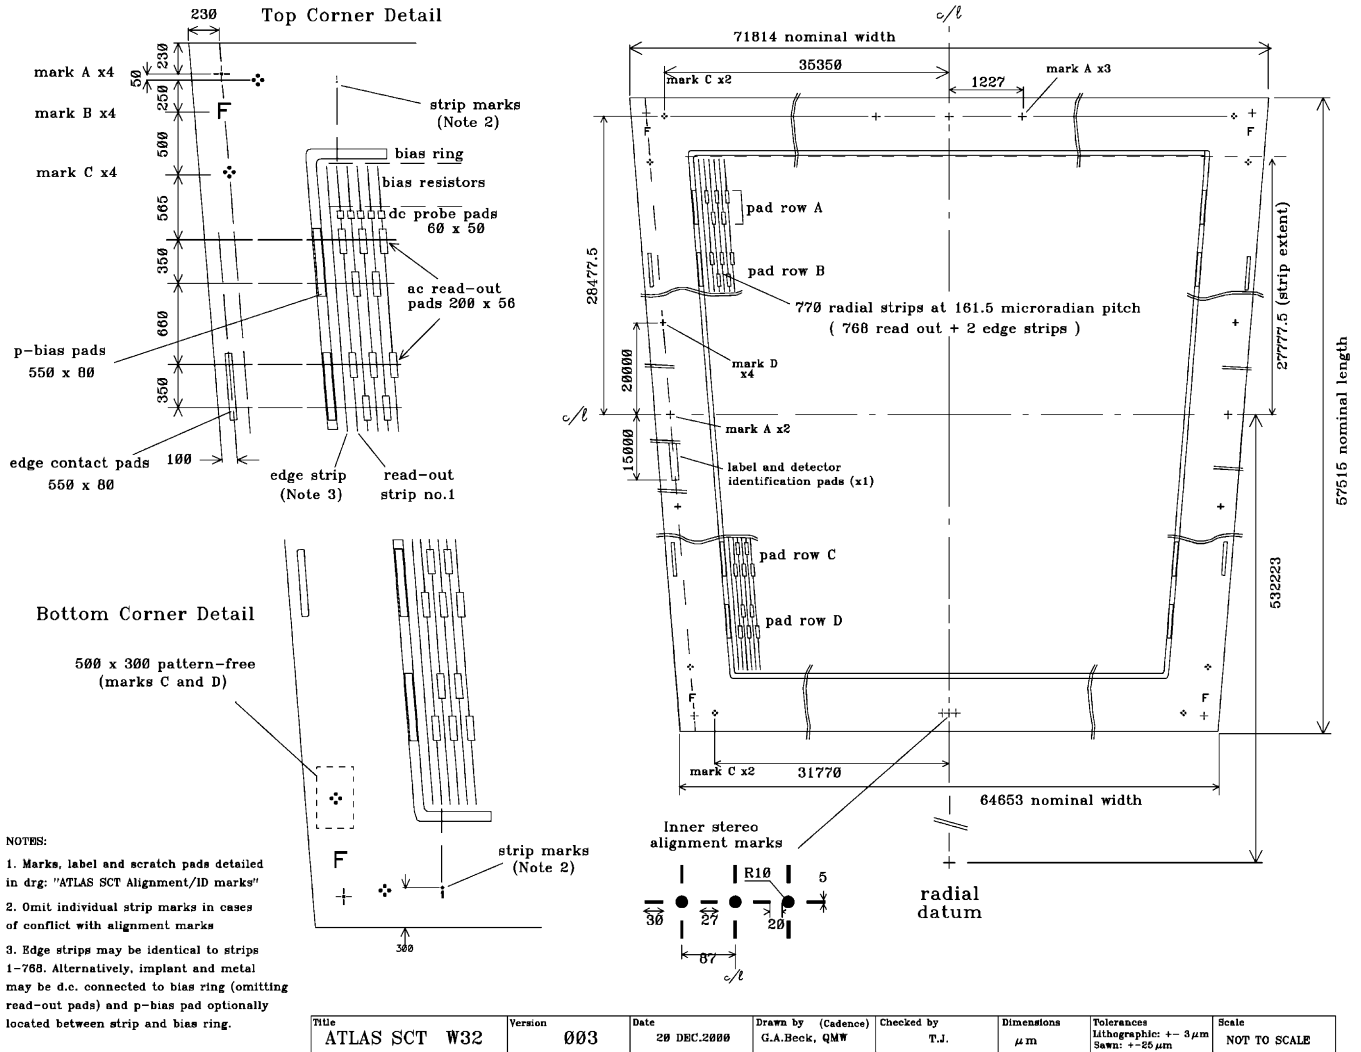 Top Corner Detail
230
230
50
250
500
565
350
660
350
mark A x4
mark B x4
mark C x4
F
strip marks
(Note 2)
bias ring
bias resistors
dc probe pads
60 x 50
ac read-out
pads 200 x 56
p-bias pads
550 x 80
edge contact pads
550 x 80
100
edge strip
(Note 3)
read-out
strip no.1
c/l
71814 nominal width
35350
mark C x2
1227
mark A x3
F
F
pad row A
pad row B
770 radial strips at 161.5 microradian pitch
( 768 read out + 2 edge strips )
28477.5
27777.5 (strip extent)
57515 nominal length
20000
mark D
x4
c/l
mark A x2
15000
label and detector
identification pads (x1)
pad row C
pad row D
532223
F
F
mark C x2
31770
64653 nominal width
Bottom Corner Detail
500 x 300 pattern-free
(marks C and D)
F
strip marks
(Note 2)
300
Inner stereo
alignment marks
R10
5
30
27
20
87
c/l
radial
datum
NOTES:
1. Marks, label and scratch pads detailed
in drg: "ATLAS SCT Alignment/ID marks"
2. Omit individual strip marks in cases
of conflict with alignment marks
3. Edge strips may be identical to strips
1-768. Alternatively, implant and metal
may be d.c. connected to bias ring (omitting
read-out pads) and p-bias pad optionally
located between strip and bias ring.
Title
ATLAS SCT W32
Version
003
Date
20 DEC.2000
Drawn by (Cadence)
G.A.Beck, QMW
Checked by
T.J.
Dimensions
μm
Tolerances
Lithographic: +- 3μm
Sawn: +-25μm
Scale
NOT TO SCALE